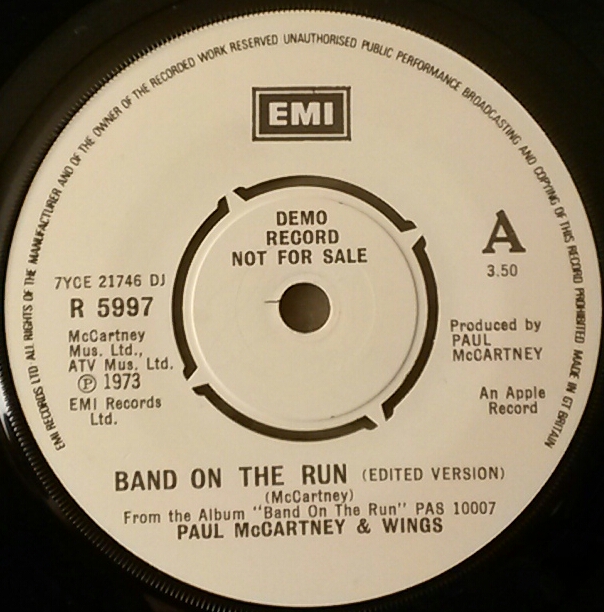 EMI RECORDS LTD ALL RIGHTS OF THE MANUFACTURER AND OF THE OWNER OF THE RECORDED WORK RESERVED UNAUTHORISED PUBLIC PERFORMANCE BROADCASTING AND COPYING OF THIS RECORD PROHIBITED MADE IN GT BRITAIN
EMI
DEMO
RECORD
NOT FOR SALE
A
3.50
7YCE 21746 DJ
R 5997
McCartney
Mus. Ltd.,
ATV Mus. Ltd.
℗ 1973
EMI Records
Ltd.
Produced by
PAUL
McCARTNEY
An Apple
Record
BAND ON THE RUN (EDITED VERSION)
(McCartney)
From the Album "Band On The Run" PAS 10007
PAUL McCARTNEY & WINGS